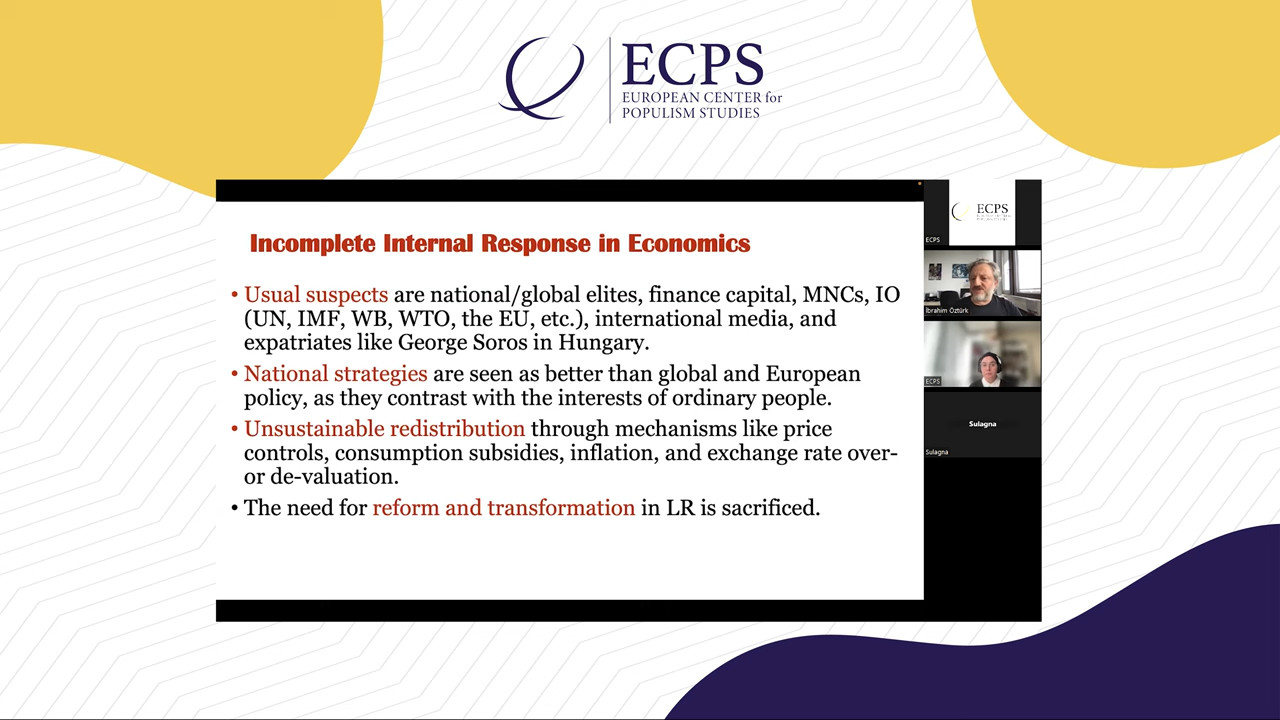 ECPS
EUROPEAN CENTER for
POPULISM STUDIES
Incomplete Internal Response in Economics
• Usual suspects are national/global elites, finance capital, MNCs, IO
(UN, IMF, WB, WTO, the EU, etc.), international media, and
expatriates like George Soros in Hungary.
• National strategies are seen as better than global and European
policy, as they contrast with the interests of ordinary people.
• Unsustainable redistribution through mechanisms like price
controls, consumption subsidies, inflation, and exchange rate over-
or de-valuation.
• The need for reform and transformation in LR is sacrificed.
ECPS
ECPS
İbrahim Öztürk
ECPS
Sulagna
Sulagna